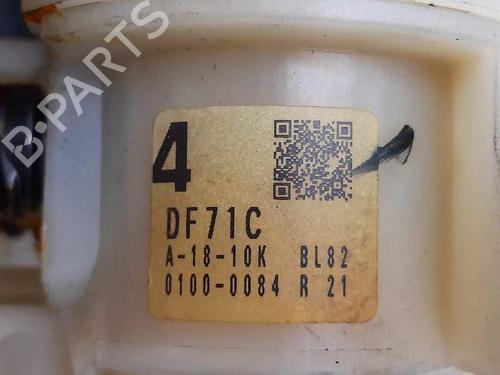 B-PARTS
4
DF71C
A-18-10K BL82
0100-0084 R 21